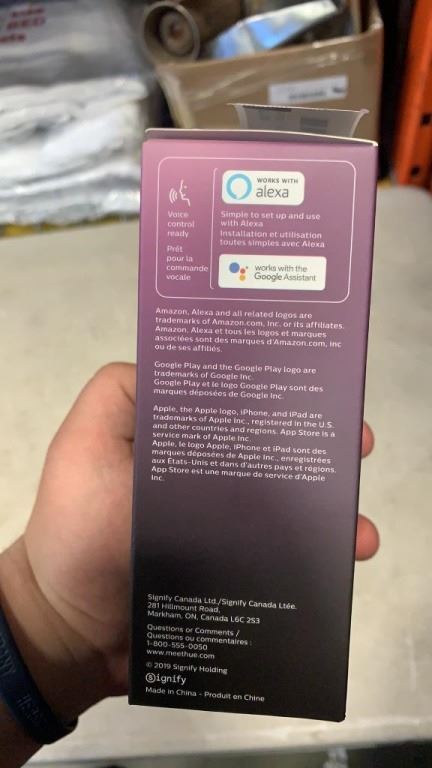 WORKS WITH
alexa
Voice
control
ready
Prêt
pour la
commande
vocale
Simple to set up and use
with Alexa
Installation et utilisation
toutes simples avec Alexa
works with the
Google Assistant
Amazon, Alexa and all related logos are
trademarks of Amazon.com, Inc. or its affiliates.
Amazon, Alexa et tous les logos et marques
associées sont des marques d'Amazon.com, inc
ou de ses affiliés.
Google Play and the Google Play logo are
trademarks of Google Inc.
Google Play et le logo Google Play sont des
marques déposées de Google Inc.
Apple, the Apple logo, iPhone, and iPad are
trademarks of Apple Inc., registered in the U.S.
and other countries and regions. App Store is a
service mark of Apple Inc.
Apple, le logo Apple, iPhone et iPad sont des
marques déposées de Apple Inc., enregistrées
aux États-Unis et dans d'autres pays et régions.
App Store est une marque de service d'Apple
Inc.
Signify Canada Ltd./Signify Canada Ltée.
281 Hillmount Road,
Markham, ON, Canada L6C 2S3
Questions or Comments /
Questions ou commentaires :
1-800-555-0050
www.meethue.com
© 2019 Signify Holding
Signify
Made in China - Produit en Chine